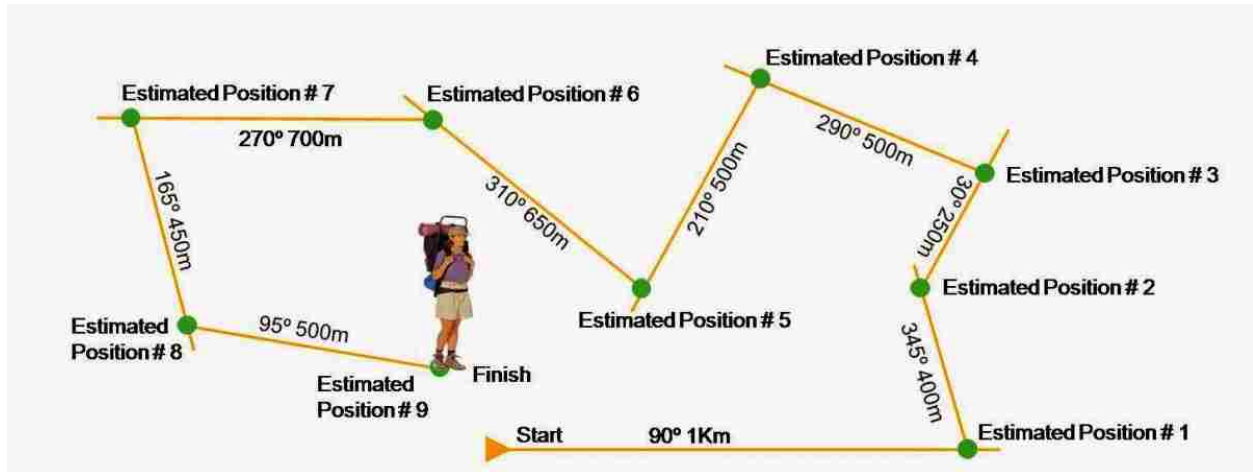 Estimated Position # 4
Estimated Position # 7
Estimated Position # 6
270º 700m
290º 500m
Estimated Position # 3
165º 450m
310º 650m
210º 500m
30º 250m
Estimated Position # 2
Estimated Position # 5
Estimated
Position # 8
95º 500m
345º 400m
Estimated
Position # 9
Finish
Start
90º 1Km
Estimated Position # 1